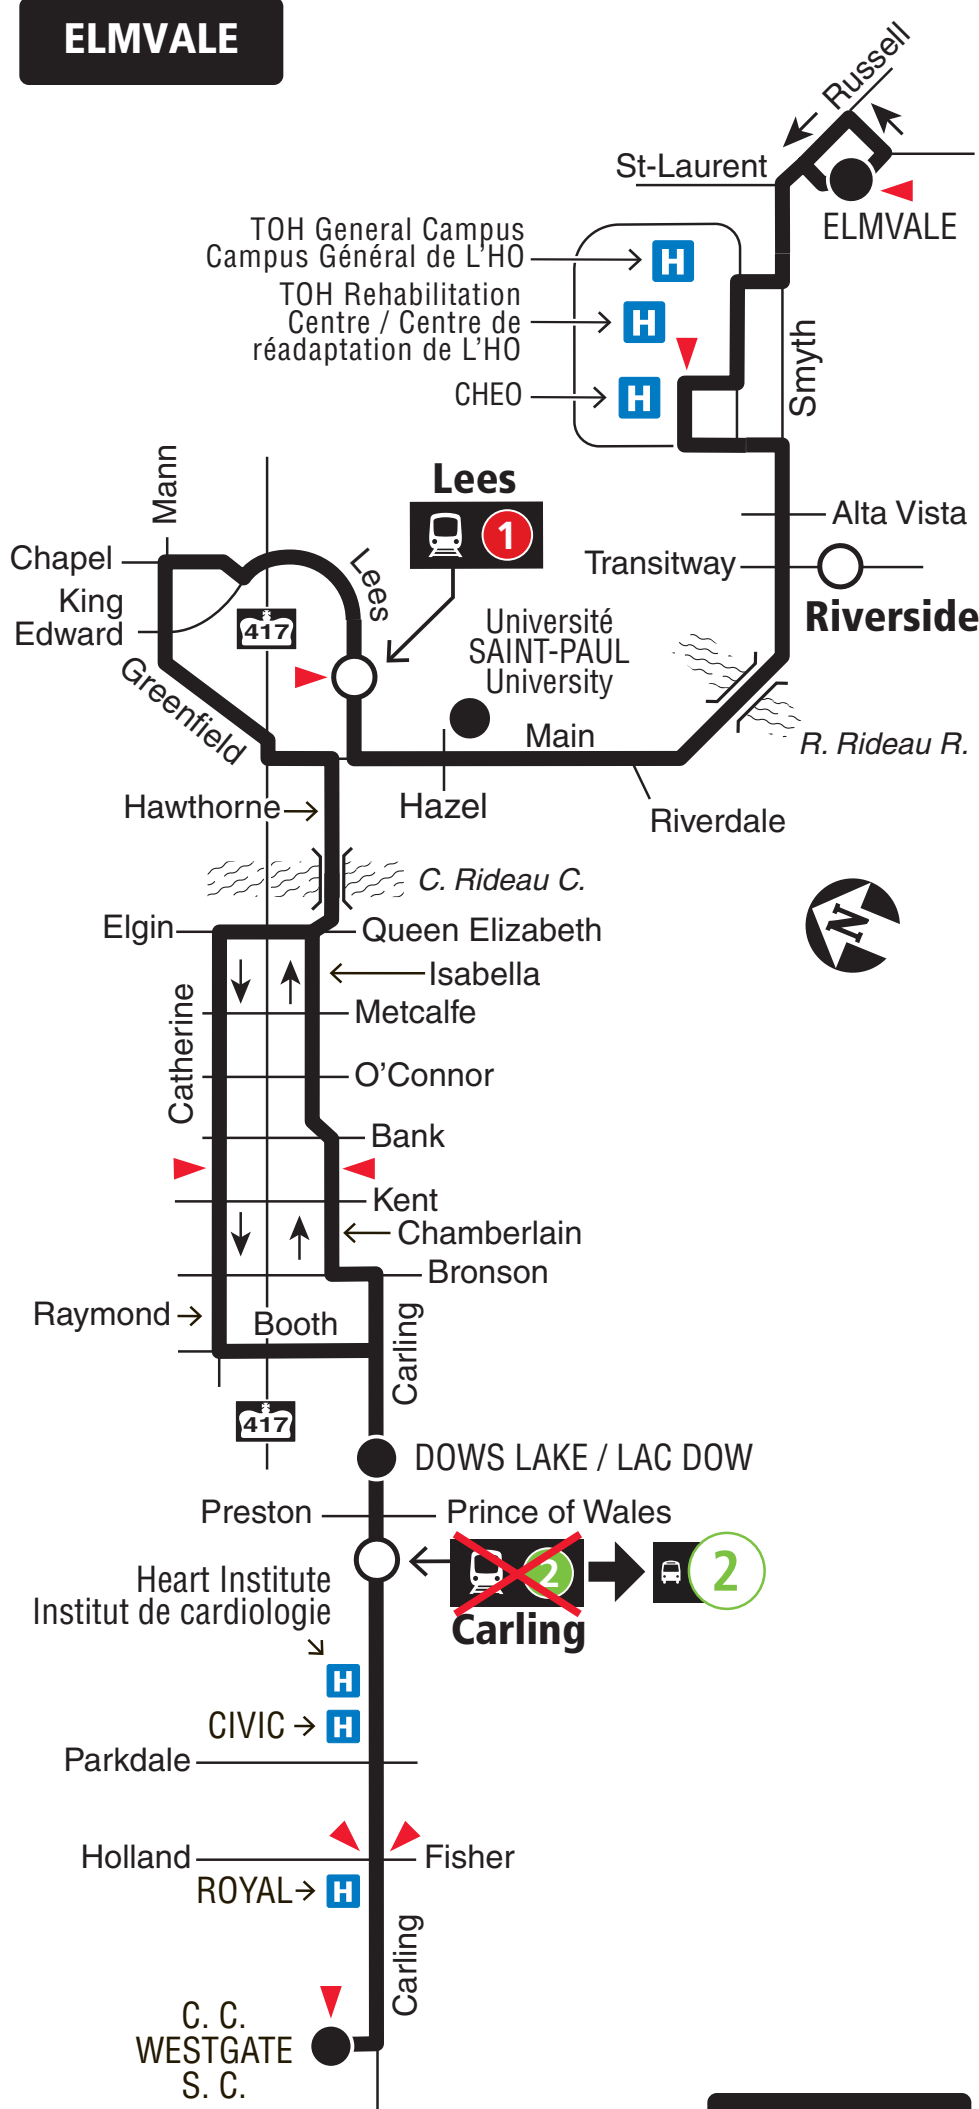 ELMVALE
Russell
St-Laurent
ELMVALE
TOH General Campus
Campus Général de L'HO
H
TOH Rehabilitation
Centre / Centre de
réadaptation de L'HO
H
CHEO
H
Smyth
Mann
Lees
1
Alta Vista
Chapel
Transitway
Lees
King
Edward
417
Riverside
Université
SAINT-PAUL
University
Greenfield
Main
R. Rideau R.
Hawthorne
Hazel
Riverdale
C. Rideau C.
N
Elgin
Queen Elizabeth
Isabella
Catherine
Metcalfe
O'Connor
Bank
Kent
Chamberlain
Bronson
Raymond
Booth
Carling
417
DOWS LAKE / LAC DOW
Preston
Prince of Wales
2
2
Carling
Heart Institute
Institut de cardiologie
H
CIVIC
H
Parkdale
Holland
Fisher
ROYAL
H
Carling
C. C.
WESTGATE
S. C.